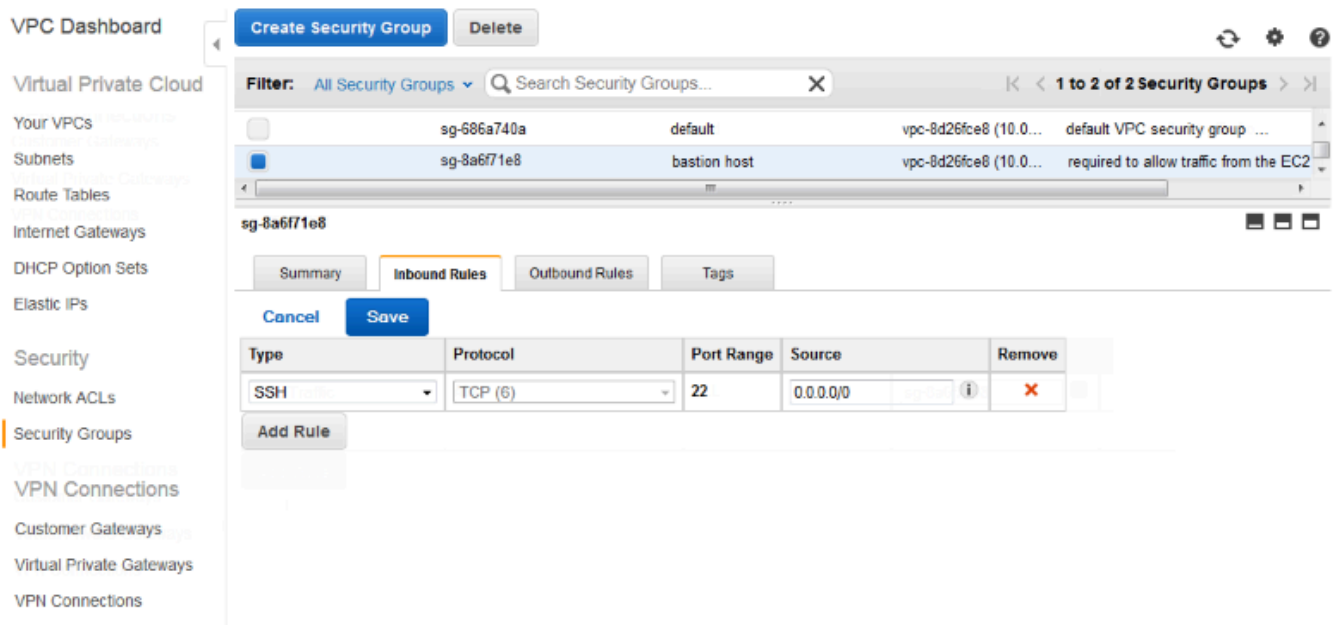 VPC Dashboard
Create Security Group Delete
Virtual Private Cloud
Filter: All Security Groups Search Security Groups... 1 to 2 of 2 Security Groups
Your VPCs
sg-686a740a default vpc-8d26fce8 (10.0... default VPC security group ...
Subnets
sg-8a6f71e8 bastion host vpc-8d26fce8 (10.0... required to allow traffic from the EC2
Route Tables
Internet Gateways
sg-8a6f71e8
DHCP Option Sets
Summary Inbound Rules Outbound Rules Tags
Elastic IPs
Cancel Save
Security
Type Protocol Port Range Source Remove
Network ACLs
SSH TCP (6) 22 0.0.0.0/0
Security Groups
Add Rule
VPN Connections
Customer Gateways
Virtual Private Gateways
VPN Connections